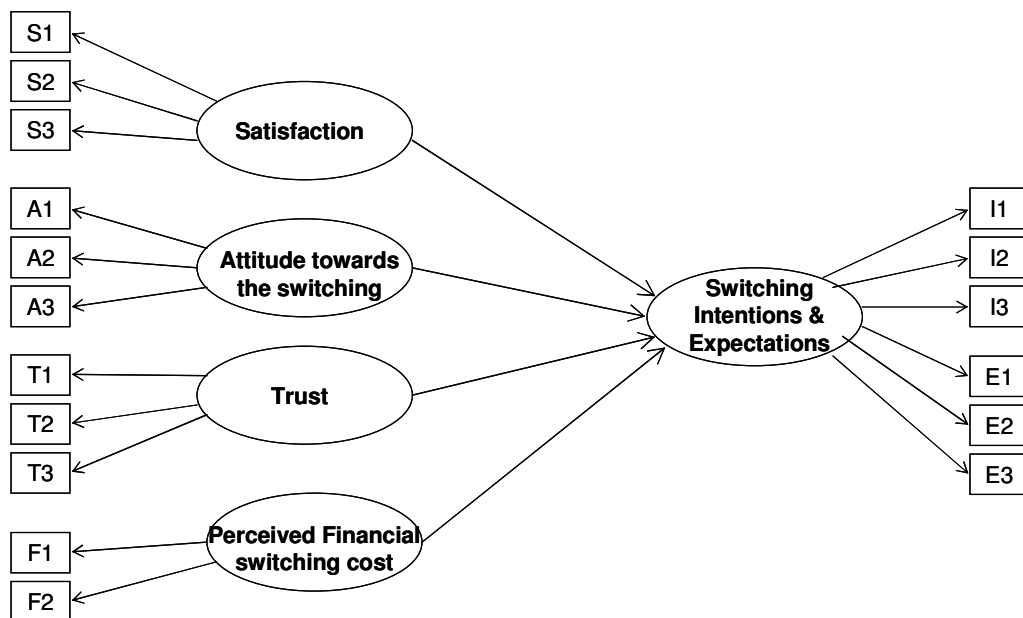 S1
S2
S3
Satisfaction
A1
A2
A3
Attitude towards
the switching
T1
T2
T3
Trust
F1
F2
Perceived Financial
switching cost
Switching
Intentions &
Expectations
I1
I2
I3
E1
E2
E3